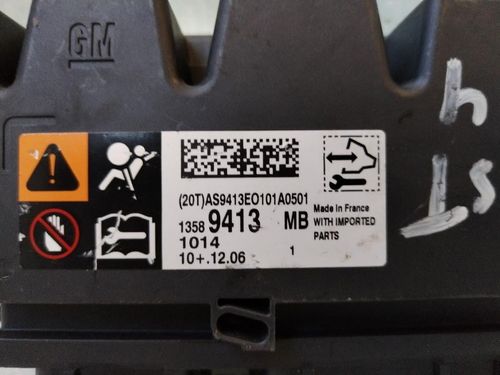 GM
(20T)AS9413EO101A0501
1358 9413 MB
1014
10+.12.06 1
Made in France
WITH IMPORTED
PARTS